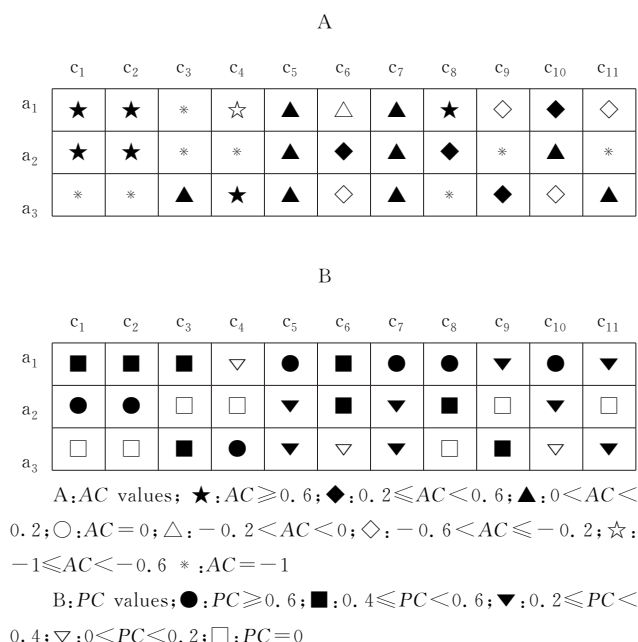 A
c₁ c₂ c₃ c₄ c₅ c₆ c₇ c₈ c₉ c₁₀ c₁₁
a₁ ★ ★ * ☆ ▲ △ ▲ ★ ◇ ◆ ◇
a₂ ★ ★ * * ▲ ◆ ▲ ◆ * ▲ *
a₃ * * ▲ ★ ▲ ◇ ▲ * ◆ ◇ ▲
B
c₁ c₂ c₃ c₄ c₅ c₆ c₇ c₈ c₉ c₁₀ c₁₁
a₁ ■ ■ ■ ▽ ● ■ ● ● ▼ ● ▼
a₂ ● ● □ □ ▼ ■ ▼ ■ □ ▼ □
a₃ □ □ ■ ● ▼ ▽ ▼ □ ■ ▽ ▼
A:AC values; ★:AC≥0.6;◆:0.2≤AC<0.6;▲:0<AC<
0.2;○:AC=0;△:-0.2<AC<0;◇:-0.6<AC≤-0.2;☆:
-1≤AC<-0.6 *:AC=-1
B:PC values;●:PC≥0.6;■:0.4≤PC<0.6;▼:0.2≤PC<
0.4;▽:0<PC<0.2;□:PC=0